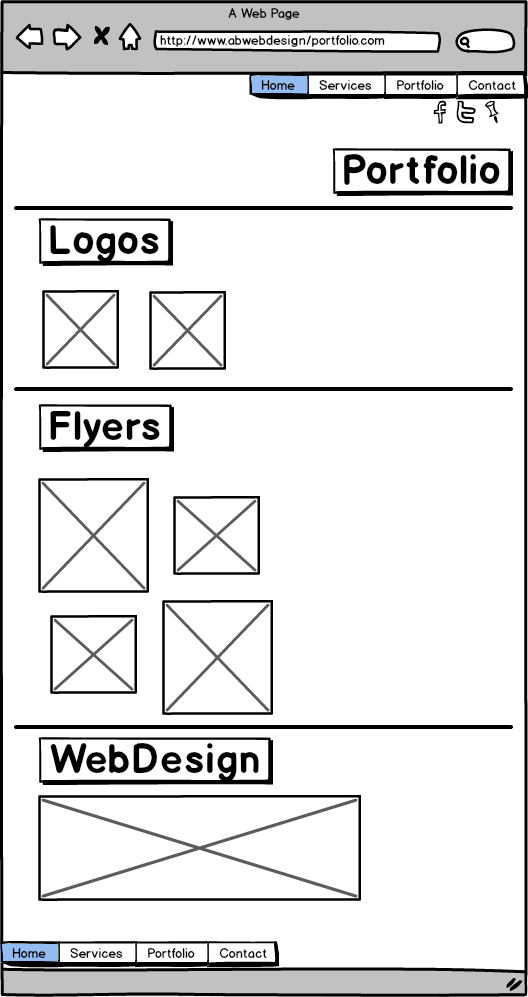 A Web Page
http://www.abwebdesign/portfolio.com
Home Services Portfolio Contact
Portfolio
Logos
Flyers
WebDesign
Home Services Portfolio Contact